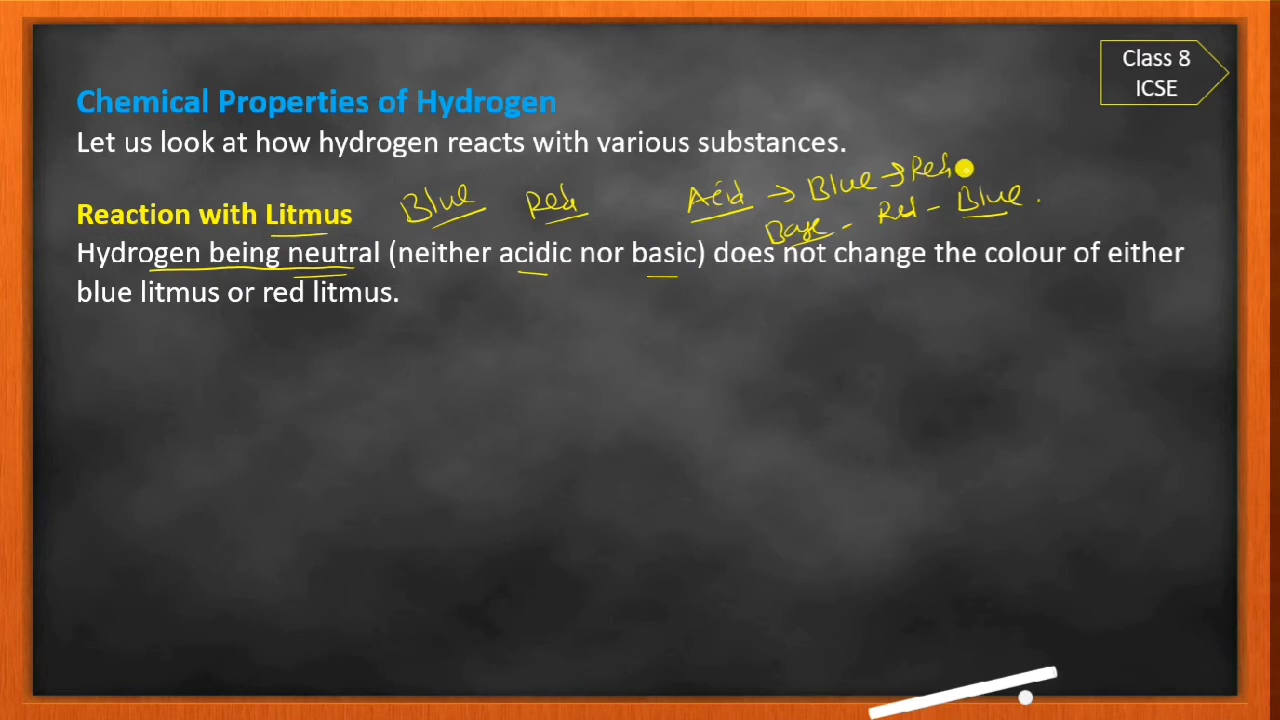 Class 8
ICSE
Chemical Properties of Hydrogen
Let us look at how hydrogen reacts with various substances.
Acid → Blue → Red
Reaction with Litmus Blue Red
Base - Red - Blue.
Hydrogen being neutral (neither acidic nor basic) does not change the colour of either
blue litmus or red litmus.